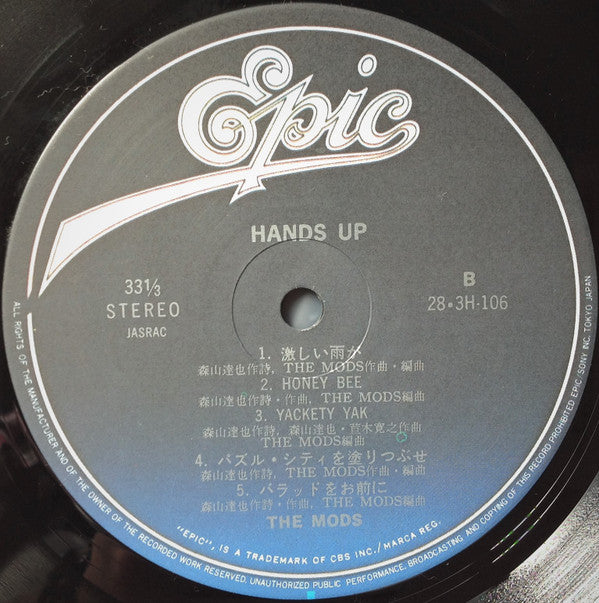 Epic
HANDS UP
33 1/3
STEREO
JASRAC
B
28・3H-106
1. 激しい雨が
森山達也作詩, THE MODS作曲・編曲
2. HONEY BEE
森山達也作詩・作曲, THE MODS編曲
3. YACKETY YAK
森山達也作詩, 森山達也・苣木寛之作曲
THE MODS編曲
4. パズル・シティを塗りつぶせ
森山達也作詩, THE MODS作曲・編曲
5. バラッドをお前に
森山達也作詩・作曲, THE MODS編曲
THE MODS
"EPIC", IS A TRADEMARK OF CBS INC./MARCA REG.
ALL RIGHTS OF THE MANUFACTURER AND OF THE OWNER OF THE RECORDED WORK RESERVED. UNAUTHORIZED PUBLIC PERFORMANCE, BROADCASTING AND COPYING OF THIS RECORD PROHIBITED EPIC/SONY INC. TOKYO JAPAN